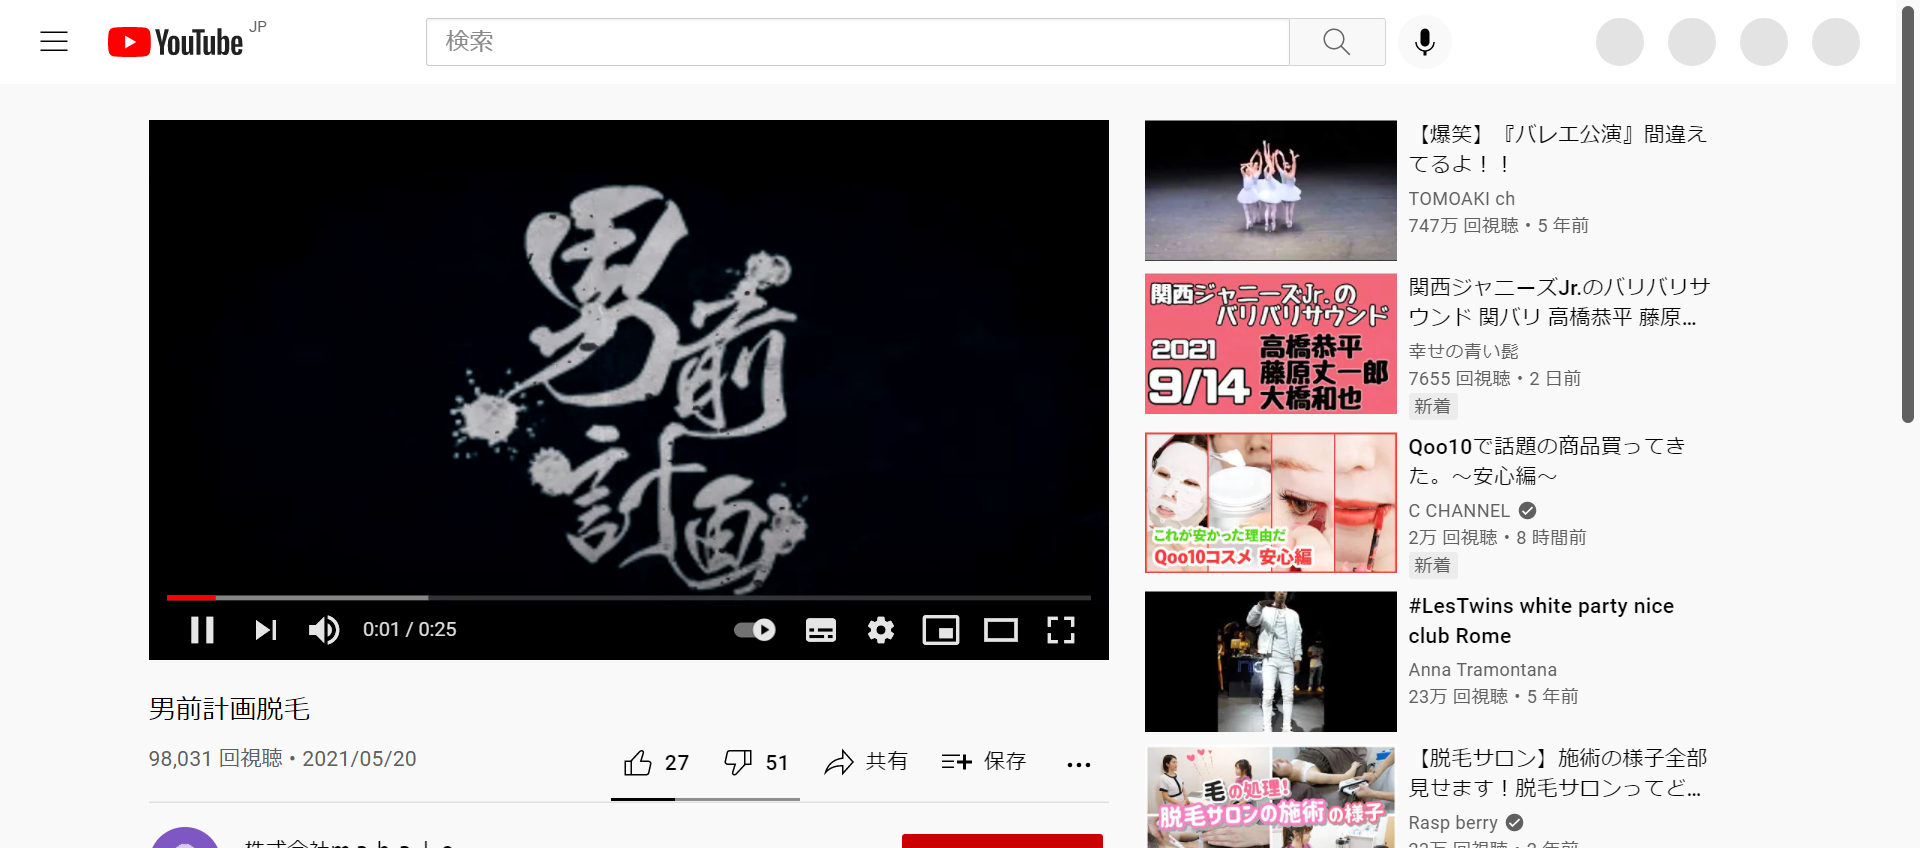 YouTube JP
検索
男前
計画
0:01 / 0:25
男前計画脱毛
98,031 回視聴・2021/05/20
27
51
共有
保存
【爆笑】『バレエ公演』間違え
てるよ！！
TOMOAKI ch
747万 回視聴・5 年前
関西ジャニーズJr.の
バリバリサウンド
2021
9/14
高橋恭平
藤原丈一郎
大橋和也
関西ジャニーズJr.のバリバリサ
ウンド 関バリ 高橋恭平 藤原...
幸せの青い髭
7655 回視聴・2 日前
新着
これが安かった理由だ
Qoo10コスメ 安心編
Qoo10で話題の商品買ってき
た。〜安心編〜
C CHANNEL
2万 回視聴・8 時間前
新着
#LesTwins white party nice
club Rome
Anna Tramontana
23万 回視聴・5 年前
毛の処理!
脱毛サロンの施術の様子
【脱毛サロン】施術の様子全部
見せます！脱毛サロンってど...
Rasp berry